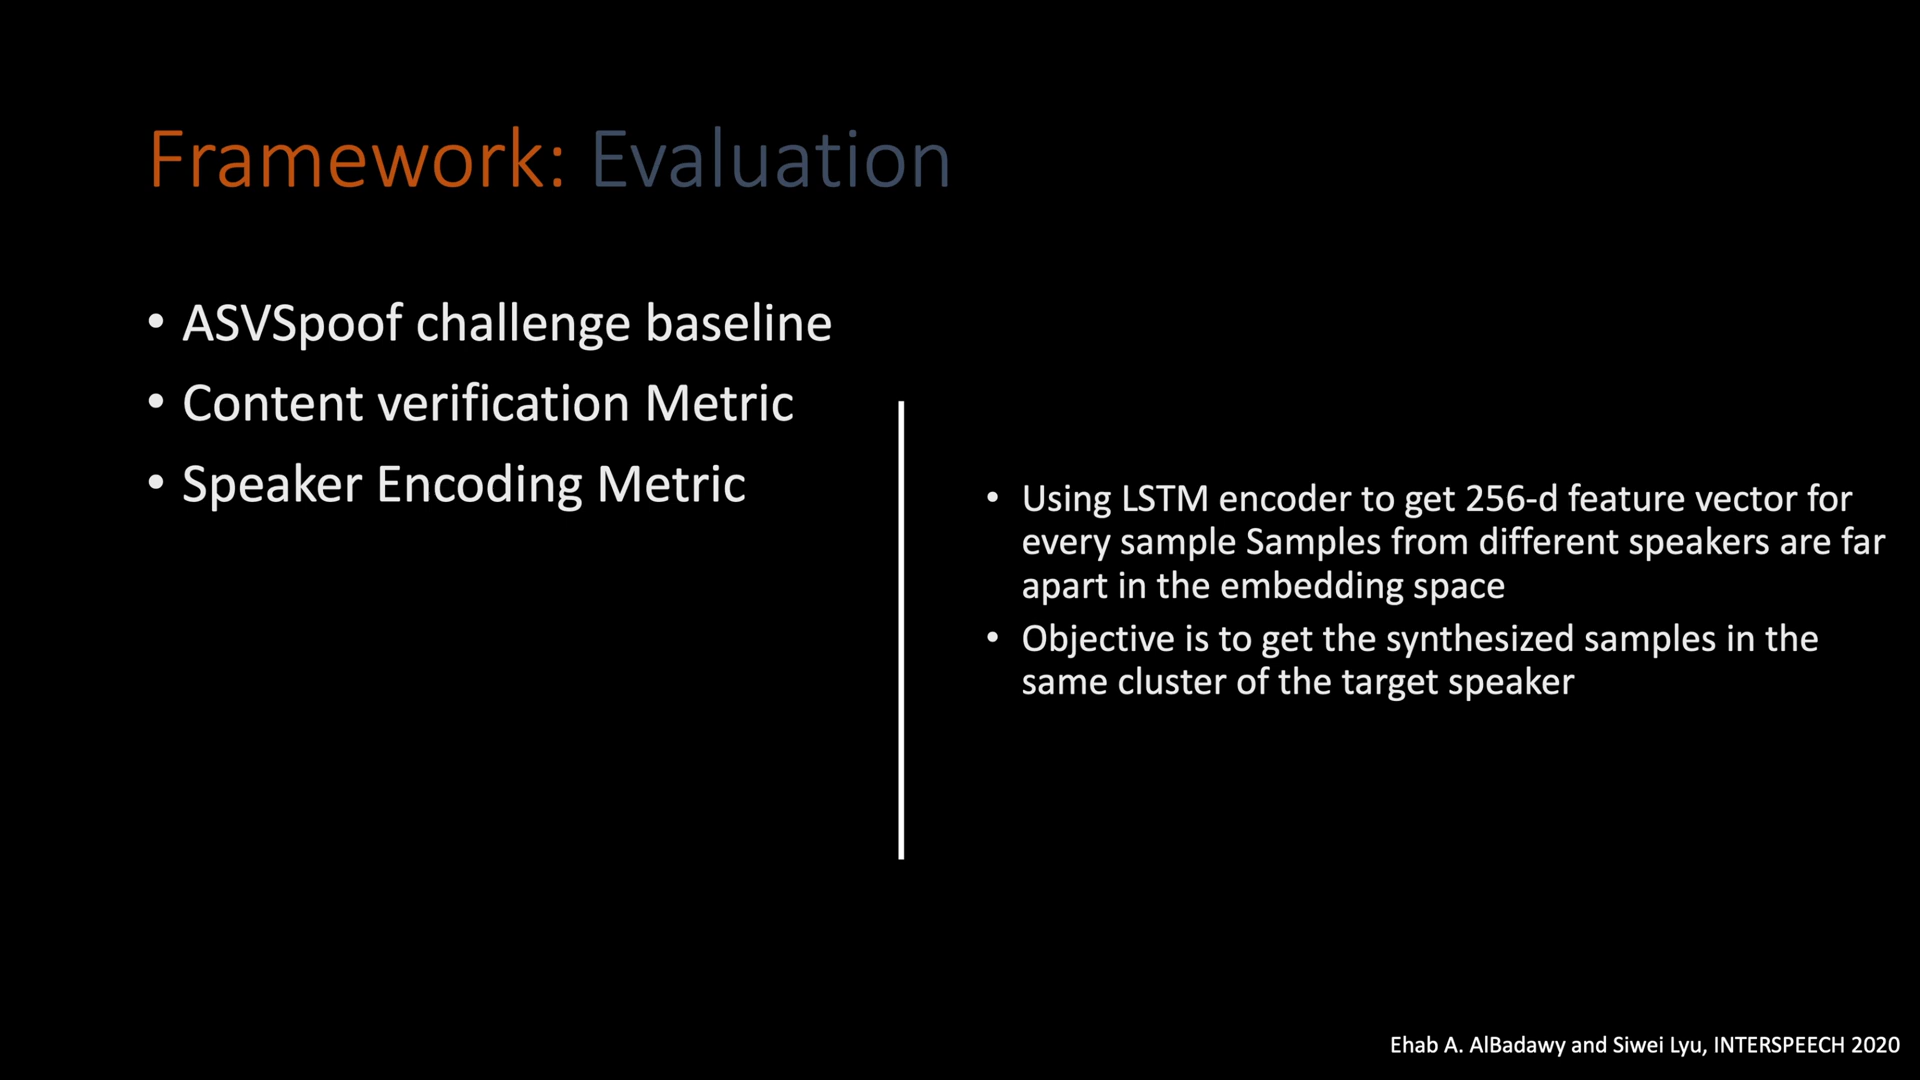 Framework: Evaluation
• ASVSpoof challenge baseline
• Content verification Metric
• Speaker Encoding Metric
• Using LSTM encoder to get 256-d feature vector for
every sample Samples from different speakers are far
apart in the embedding space
• Objective is to get the synthesized samples in the
same cluster of the target speaker
Ehab A. AlBadawy and Siwei Lyu, INTERSPEECH 2020